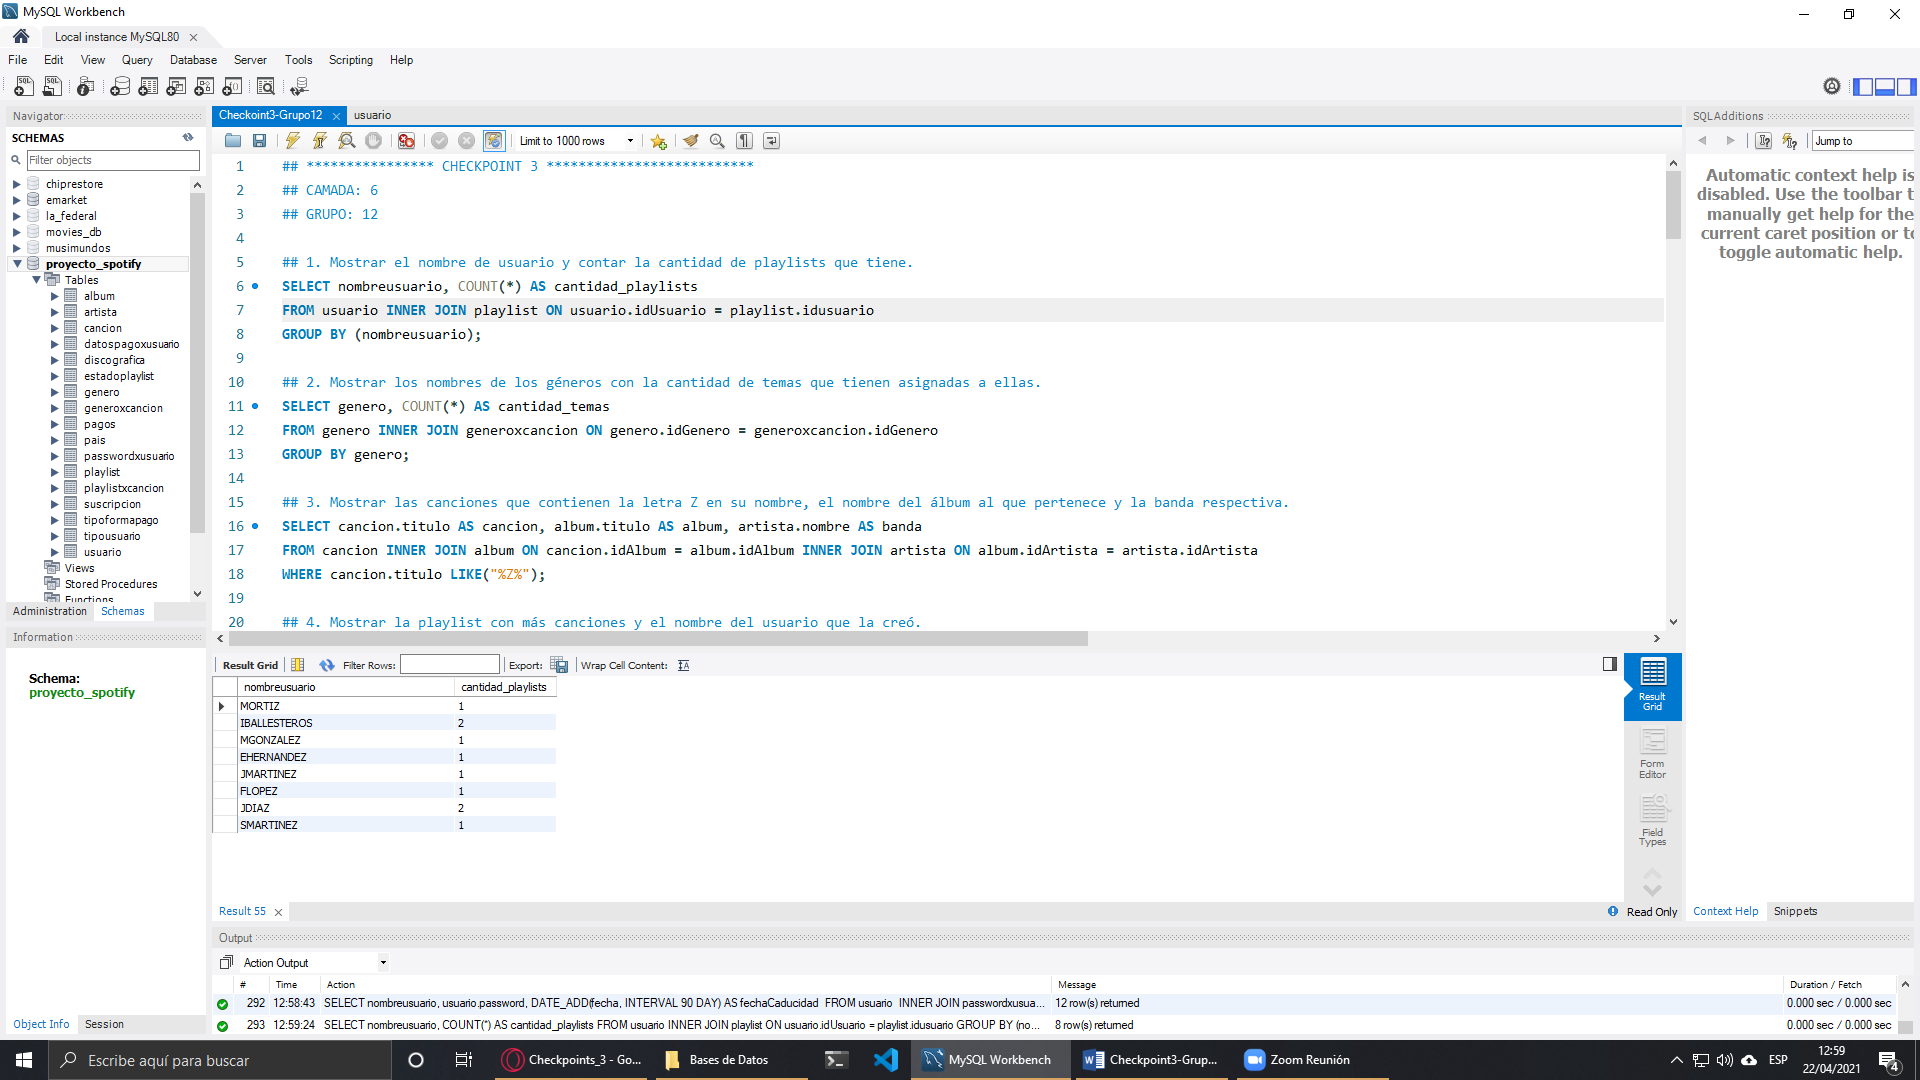 MySQL Workbench
Local instance MySQL80
File Edit View Query Database Server Tools Scripting Help
Navigator
SCHEMAS
Filter objects
chiprestore
emarket
la_federal
movies_db
musimundos
proyecto_spotify
Tables
album
artista
cancion
datospagoxusuario
discografica
estadoplaylist
genero
generoxcancion
pagos
pais
passwordxusuario
playlist
playlistxcancion
suscripcion
tipoformapago
tipousuario
usuario
Views
Stored Procedures
Functions
Administration Schemas
Information
Schema:
proyecto_spotify
Object Info Session
Checkoint3-Grupo12 usuario
Limit to 1000 rows
1 ## **************** CHECKPOINT 3 **************************
2 ## CAMADA: 6
3 ## GRUPO: 12
4
5 ## 1. Mostrar el nombre de usuario y contar la cantidad de playlists que tiene.
6 SELECT nombreusuario, COUNT(*) AS cantidad_playlists
7 FROM usuario INNER JOIN playlist ON usuario.idUsuario = playlist.idusuario
8 GROUP BY (nombreusuario);
9
10 ## 2. Mostrar los nombres de los géneros con la cantidad de temas que tienen asignadas a ellas.
11 SELECT genero, COUNT(*) AS cantidad_temas
12 FROM genero INNER JOIN generoxcancion ON genero.idGenero = generoxcancion.idGenero
13 GROUP BY genero;
14
15 ## 3. Mostrar las canciones que contienen la letra Z en su nombre, el nombre del álbum al que pertenece y la banda respectiva.
16 SELECT cancion.titulo AS cancion, album.titulo AS album, artista.nombre AS banda
17 FROM cancion INNER JOIN album ON cancion.idAlbum = album.idAlbum INNER JOIN artista ON album.idArtista = artista.idArtista
18 WHERE cancion.titulo LIKE("%Z%");
19
20 ## 4. Mostrar la playlist con más canciones y el nombre del usuario que la creó.
Result Grid Filter Rows: Export: Wrap Cell Content:
nombreusuario cantidad_playlists
MORTIZ 1
IBALLESTEROS 2
MGONZALEZ 1
EHERNANDEZ 1
JMARTINEZ 1
FLOPEZ 1
JDIAZ 2
SMARTINEZ 1
Result Grid
Form Editor
Field Types
Result 55
Read Only
SQLAdditions
Jump to
Automatic context help is
disabled. Use the toolbar t
manually get help for the
current caret position or to
toggle automatic help.
Context Help Snippets
Output
Action Output
# Time Action Message Duration / Fetch
292 12:58:43 SELECT nombreusuario, usuario.password, DATE_ADD(fecha, INTERVAL 90 DAY) AS fechaCaducidad FROM usuario INNER JOIN passwordxusua... 12 row(s) returned 0.000 sec / 0.000 sec
293 12:59:24 SELECT nombreusuario, COUNT(*) AS cantidad_playlists FROM usuario INNER JOIN playlist ON usuario.idUsuario = playlist.idusuario GROUP BY (no... 8 row(s) returned 0.000 sec / 0.000 sec
Escribe aquí para buscar
Checkpoints_3 - Go...
Bases de Datos
MySQL Workbench
Checkpoint3-Grup...
Zoom Reunión
ESP
12:59
22/04/2021
4